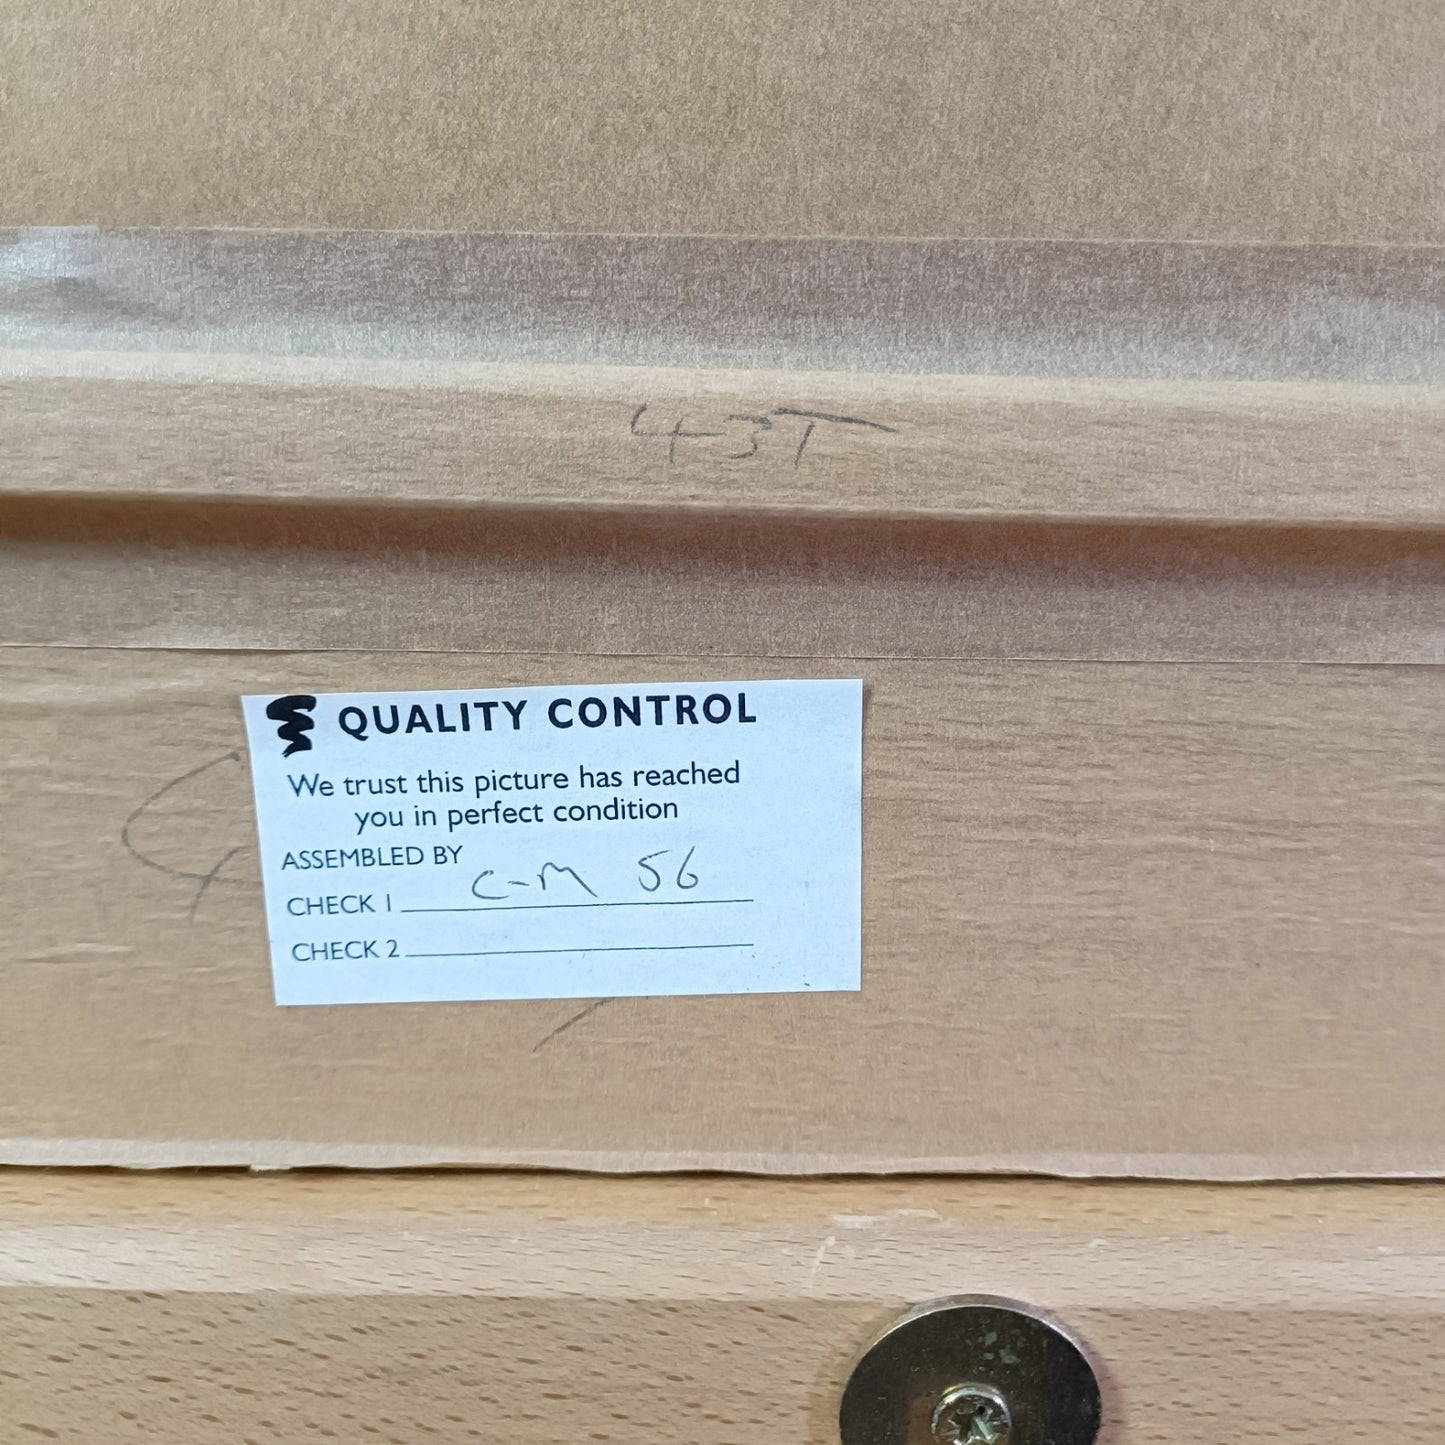 43T
QUALITY CONTROL
We trust this picture has reached
you in perfect condition
ASSEMBLED BY
C-M 56
CHECK 1
CHECK 2